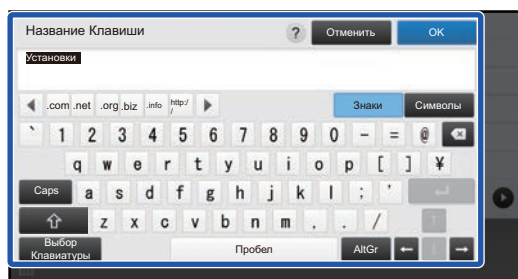 Название Клавиши ? Отменить OK
Установки
.com .net .org .biz .info http:/
/
Знаки Символы
` 1 2 3 4 5 6 7 8 9 0 - = @
q w e r t y u i o p [ ] ¥
Caps a s d f g h j k l ; '
z x c v b n m , . /
Выбор
Клавиатуры
Пробел AltGr